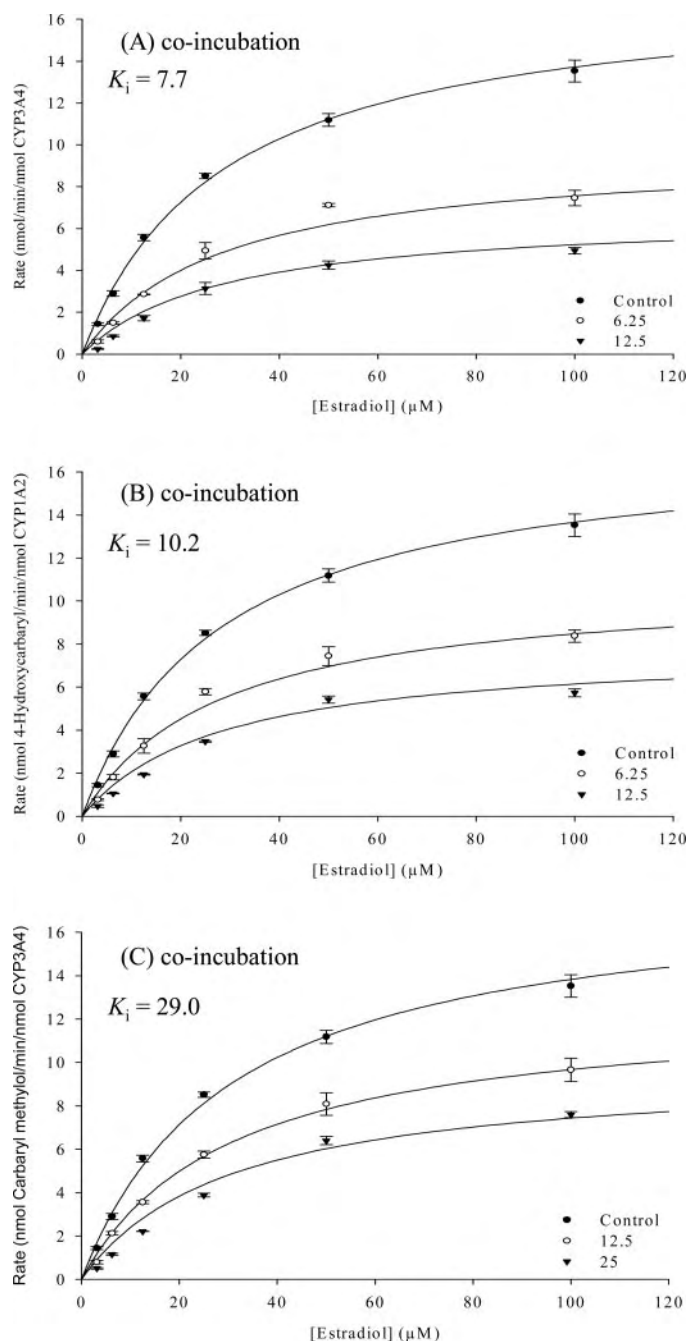 (A) co-incubation
Ki = 7.7
Rate (nmol/min/nmol CYP3A4)
16
14
12
10
8
6
4
2
0
Control
6.25
12.5
0 20 40 60 80 100 120
[Estradiol] (µM)
(B) co-incubation
Ki = 10.2
Rate (nmol 4-Hydroxycarbaryl/min/nmol CYP1A2)
16
14
12
10
8
6
4
2
0
Control
6.25
12.5
0 20 40 60 80 100 120
[Estradiol] (µM)
(C) co-incubation
Ki = 29.0
Rate (nmol Carbaryl methylol/min/nmol CYP3A4)
16
14
12
10
8
6
4
2
0
Control
12.5
25
0 20 40 60 80 100 120
[Estradiol] (µM)